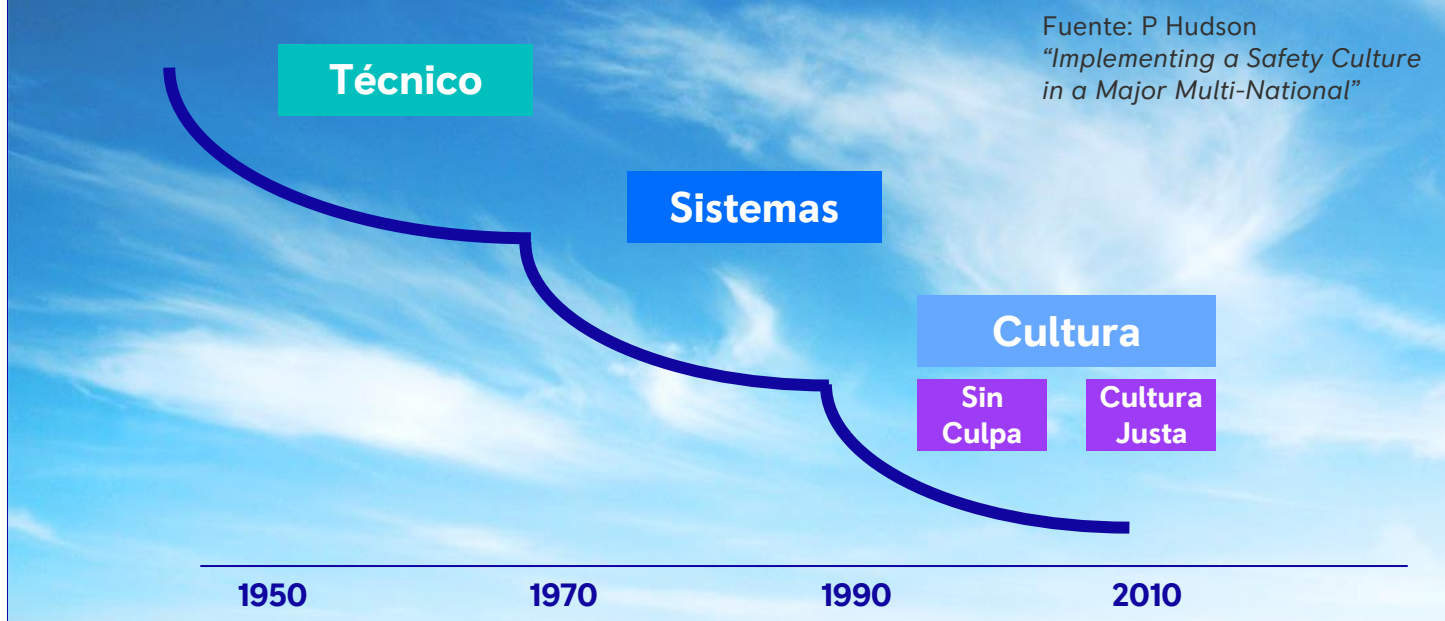 Fuente: P Hudson
“Implementing a Safety Culture
in a Major Multi-National”
Técnico
Sistemas
Cultura
Sin
Culpa
Cultura
Justa
1950
1970
1990
2010